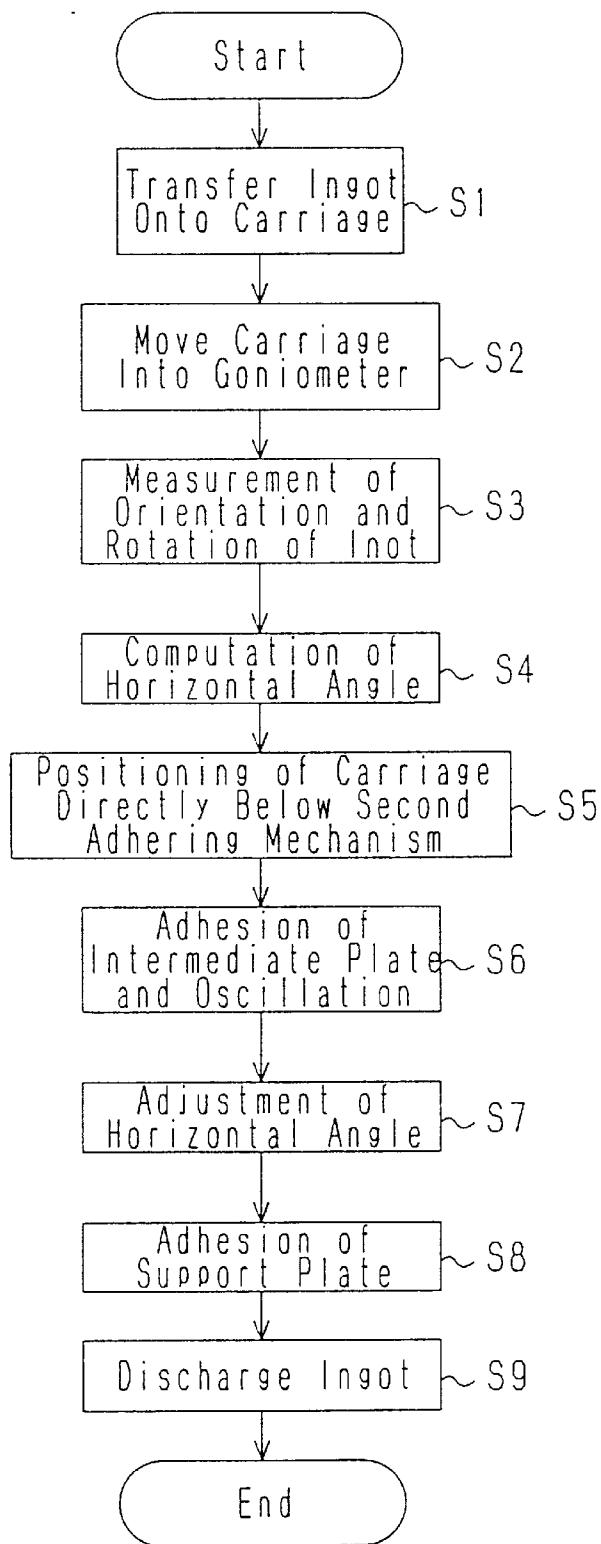 Start
Transfer Ingot
Onto Carriage
S1
Move Carriage
Into Goniometer
S2
Measurement of
Orientation and
Rotation of Inot
S3
Computation of
Horizontal Angle
S4
Positioning of Carriage
Directly Below Second
Adhering Mechanism
S5
Adhesion of
Intermediate Plate
and Oscillation
S6
Adjustment of
Horizontal Angle
S7
Adhesion of
Support Plate
S8
Discharge Ingot
S9
End